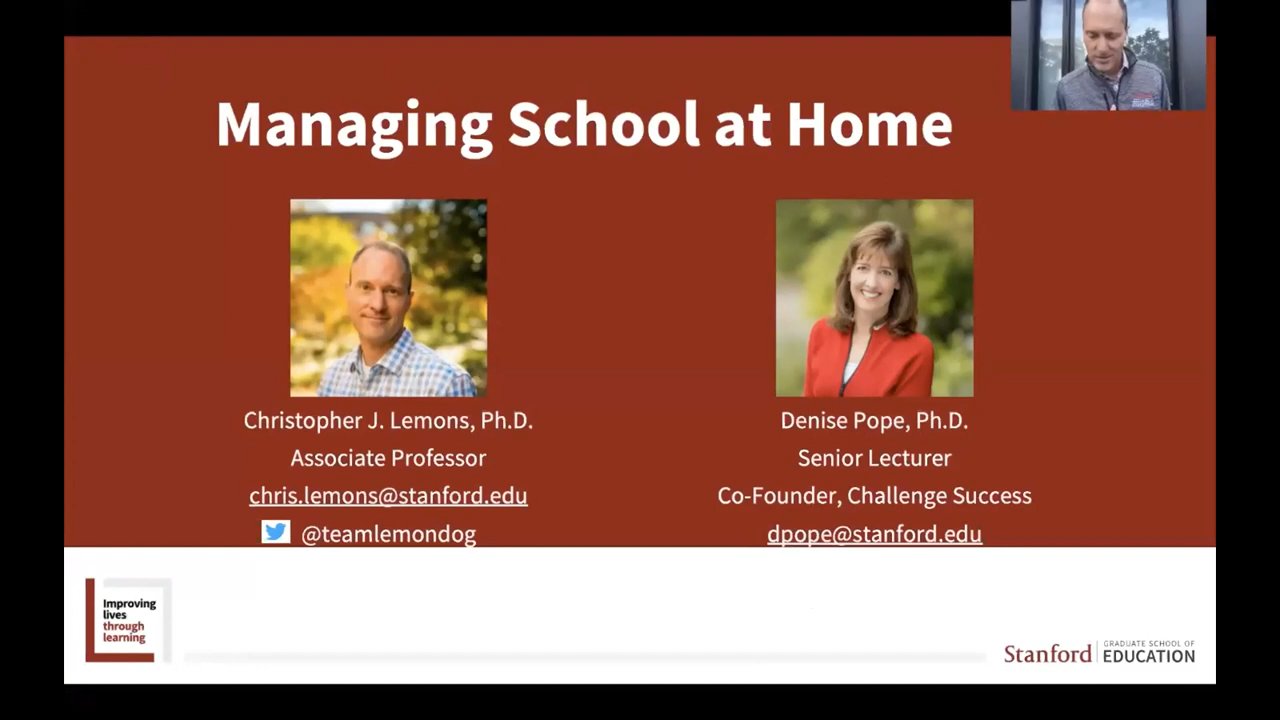 Managing School at Home
Christopher J. Lemons, Ph.D.
Associate Professor
chris.lemons@stanford.edu
@teamlemondog
Denise Pope, Ph.D.
Senior Lecturer
Co-Founder, Challenge Success
dpope@stanford.edu
Improving
lives
through
learning
Stanford
GRADUATE SCHOOL OF
EDUCATION